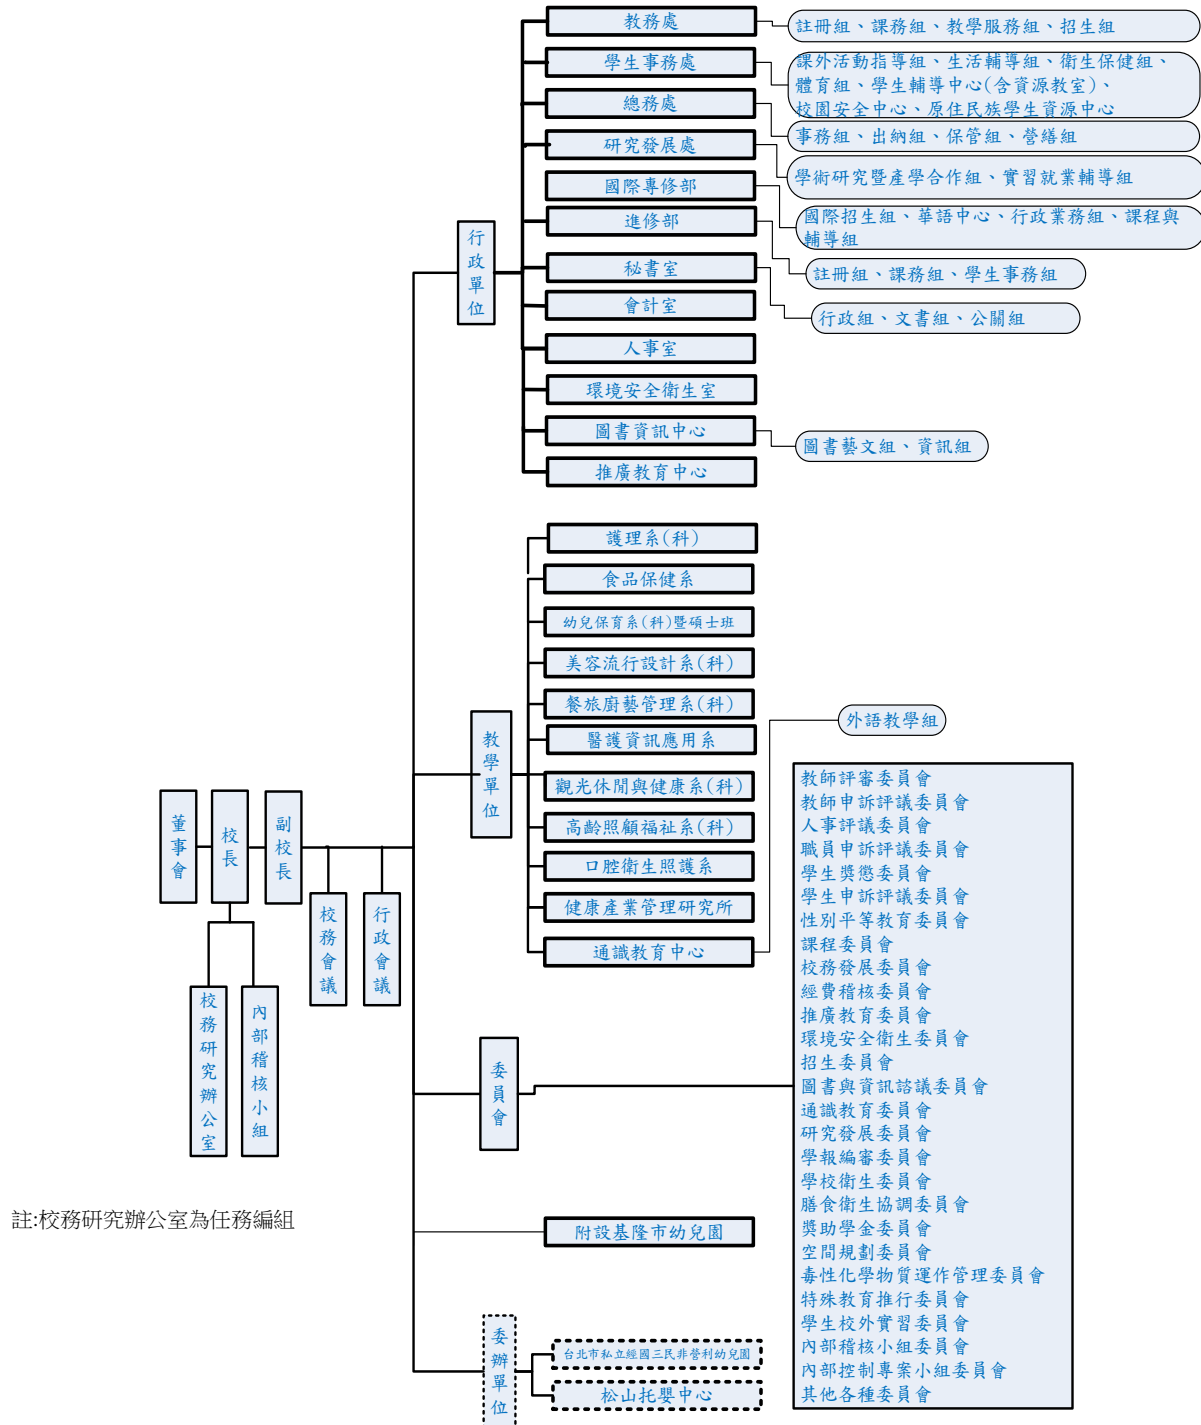 教務處
註冊組、課務組、教學服務組、招生組
學生事務處
課外活動指導組、生活輔導組、衛生保健組、
體育組、學生輔導中心(含資源教室)、
校園安全中心、原住民族學生資源中心
總務處
事務組、出納組、保管組、營繕組
研究發展處
學術研究暨產學合作組、實習就業輔導組
國際專修部
國際招生組、華語中心、行政業務組、課程與
輔導組
進修部
註冊組、課務組、學生事務組
秘書室
行政組、文書組、公關組
會計室
人事室
環境安全衛生室
圖書資訊中心
圖書藝文組、資訊組
推廣教育中心
行政單位
護理系(科)
食品保健系
幼兒保育系(科)暨碩士班
美容流行設計系(科)
餐旅廚藝管理系(科)
醫護資訊應用系
觀光休閒與健康系(科)
高齡照顧福祉系(科)
口腔衛生照護系
健康產業管理研究所
通識教育中心
外語教學組
教學單位
董事會
校長
副校長
校務會議
行政會議
校務研究辦公室
內部稽核小組
委員會
教師評審委員會
教師申訴評議委員會
人事評議委員會
職員申訴評議委員會
學生獎懲委員會
學生申訴評議委員會
性別平等教育委員會
課程委員會
校務發展委員會
經費稽核委員會
推廣教育委員會
環境安全衛生委員會
招生委員會
圖書與資訊諮議委員會
通識教育委員會
研究發展委員會
學報編審委員會
學校衛生委員會
膳食衛生協調委員會
獎助學金委員會
空間規劃委員會
毒性化學物質運作管理委員會
特殊教育推行委員會
學生校外實習委員會
內部稽核小組委員會
內部控制專案小組委員會
其他各種委員會
註:校務研究辦公室為任務編組
附設基隆市幼兒園
委辦單位
台北市私立經國三民非營利幼兒園
松山托嬰中心